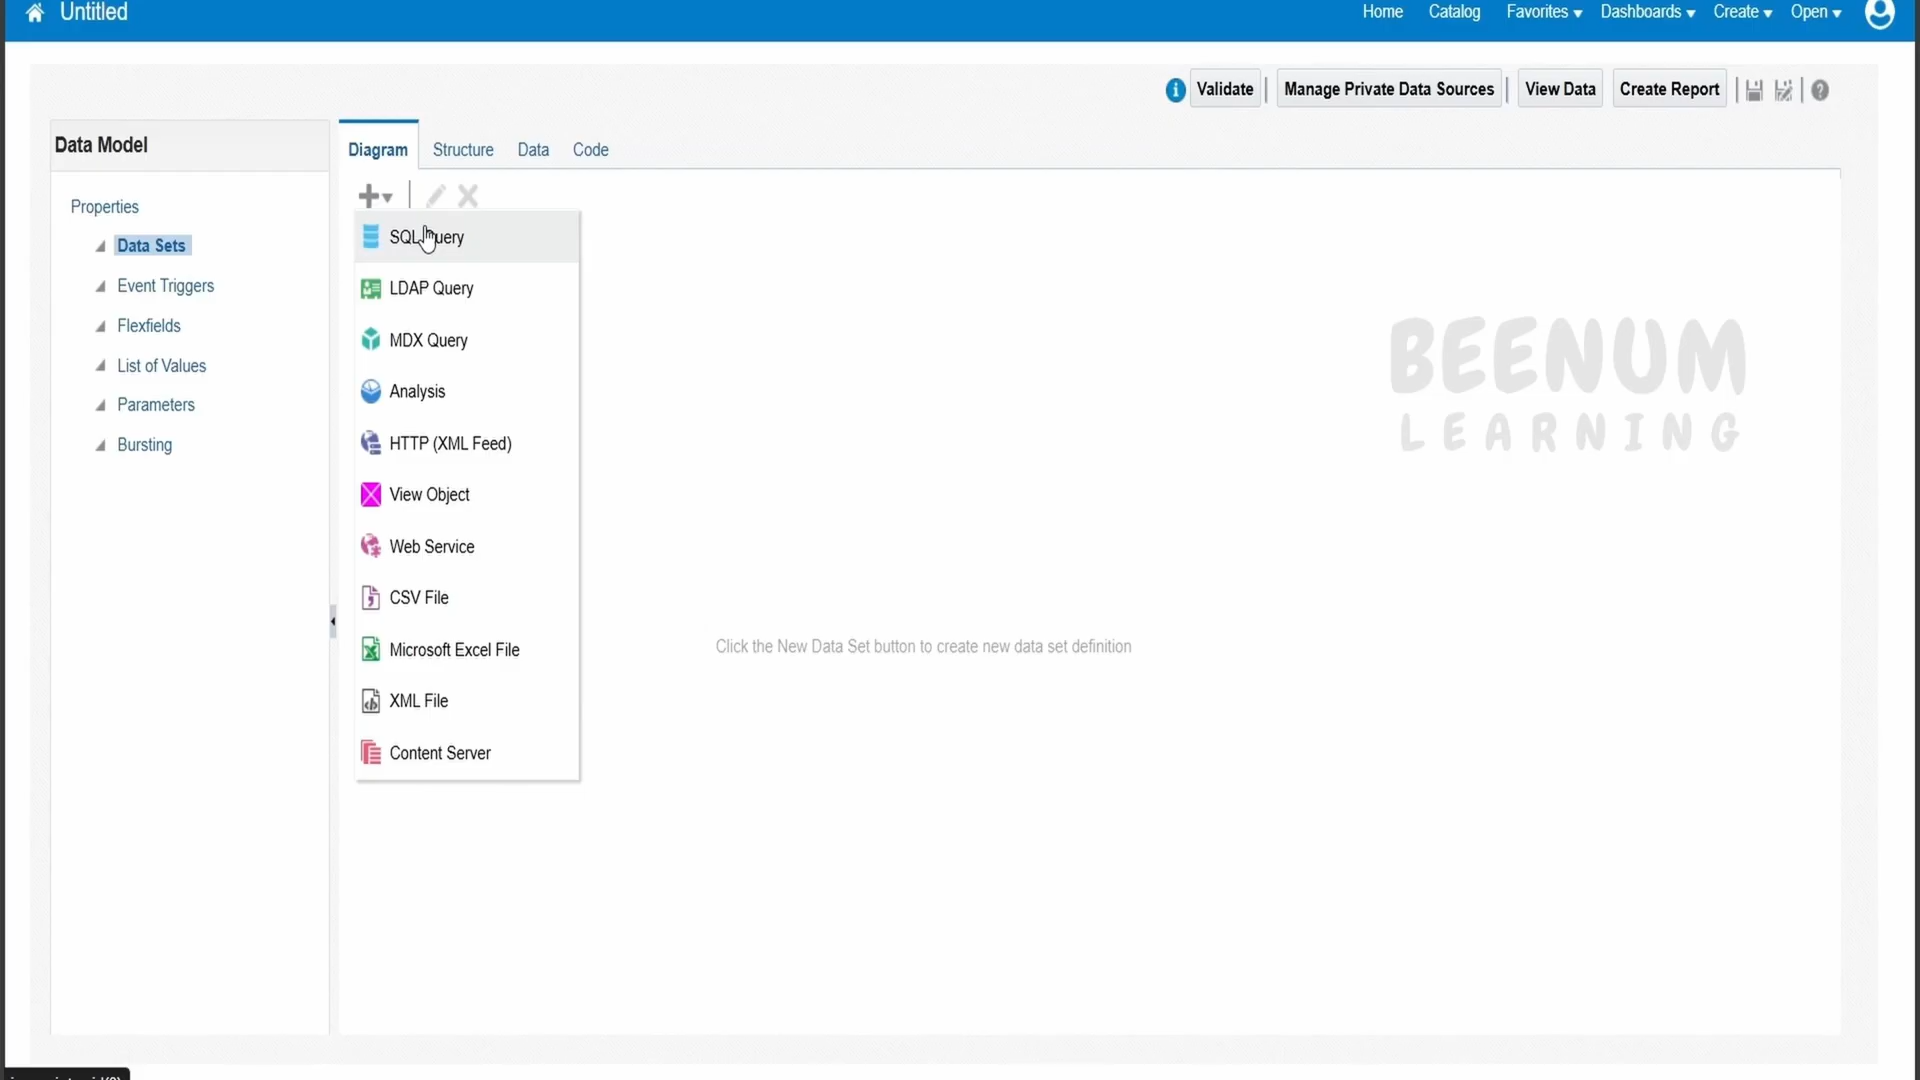 Untitled
Home Catalog Favorites Dashboards Create Open
Validate Manage Private Data Sources View Data Create Report
Data Model
Diagram Structure Data Code
Properties
Data Sets
Event Triggers
Flexfields
List of Values
Parameters
Bursting
SQL Query
LDAP Query
MDX Query
Analysis
HTTP (XML Feed)
View Object
Web Service
CSV File
Microsoft Excel File
XML File
Content Server
Click the New Data Set button to create new data set definition
BEENUM
LEARNING